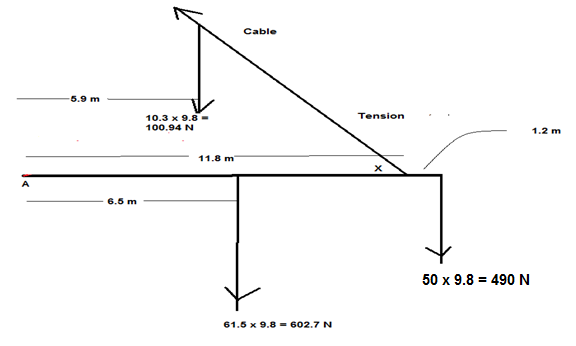 Cable
5.9 m
10.3 x 9.8 =
100.94 N
Tension
1.2 m
11.8 m
X
A
6.5 m
50 x 9.8 = 490 N
61.5 x 9.8 = 602.7 N